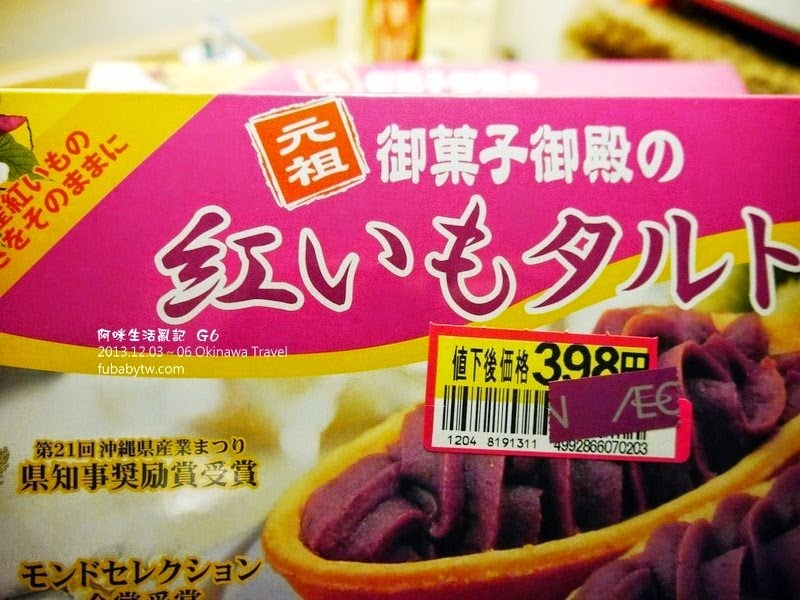 元祖
御菓子御殿の
紅いもタルト
紅いもの
をそのままに
阿咪生活亂記 G6
2013.12.03~06 Okinawa Travel
fubabytw.com
値下後価格 398円
1204 8191311 4992866070203
第21回 沖縄県産業まつり
県知事奨励賞受賞
モンドセレクション